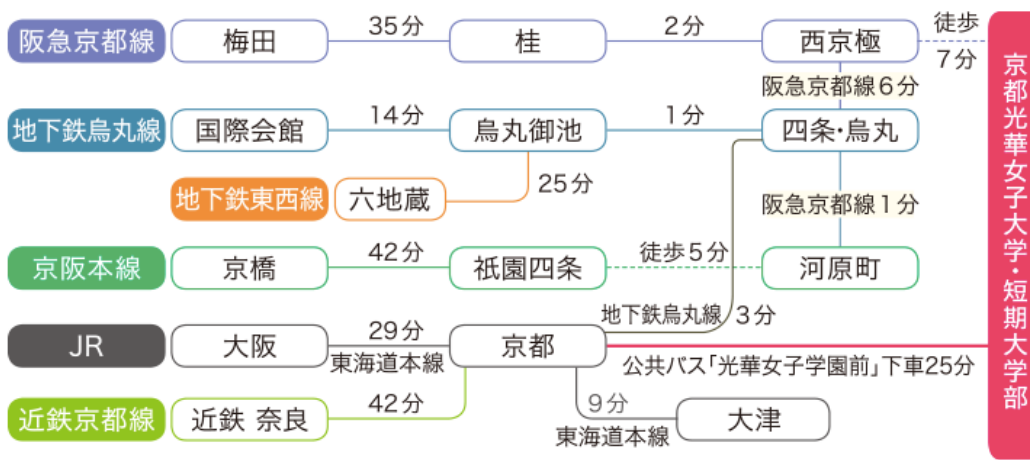 阪急京都線 梅田 35分 桂 2分 西京極 徒歩 7分
阪急京都線6分
地下鉄烏丸線 国際会館 14分 烏丸御池 1分 四条・烏丸
地下鉄東西線 六地蔵 25分
阪急京都線1分
京阪本線 京橋 42分 祇園四条 徒歩5分 河原町
地下鉄烏丸線 3分
JR 大阪 29分 東海道本線 京都
公共バス「光華女子学園前」下車25分
近鉄京都線 近鉄 奈良 42分
9分 東海道本線 大津
京都光華女子大学・短期大学部